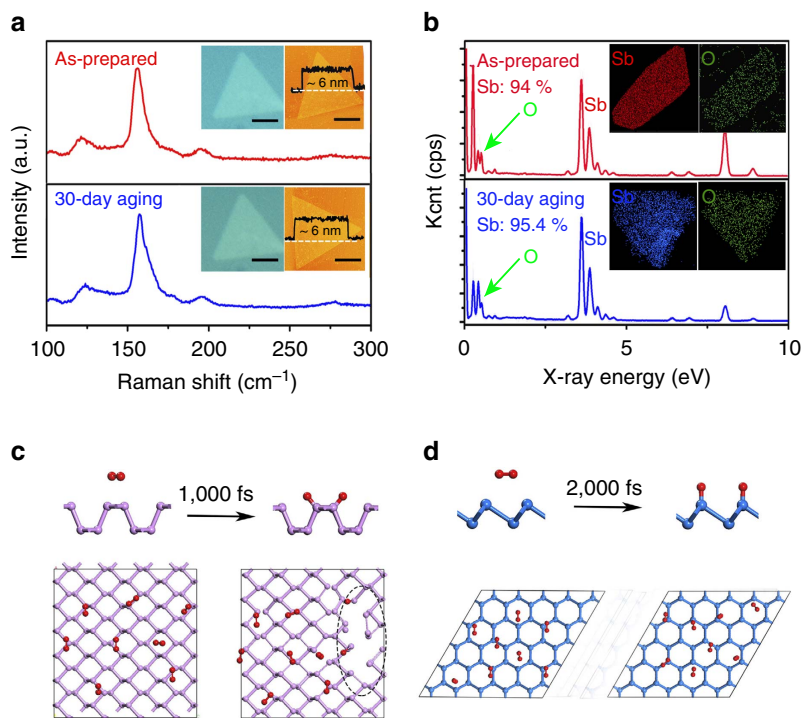 a
As-prepared
~ 6 nm
30-day aging
~ 6 nm
Intensity (a.u.)
100 150 200 250 300
Raman shift (cm⁻¹)
b
As-prepared
Sb: 94 %
O
Sb
Sb
O
30-day aging
Sb: 95.4 %
O
Sb
Sb
O
Kcnt (cps)
0 5 10
X-ray energy (eV)
c
1,000 fs
d
2,000 fs